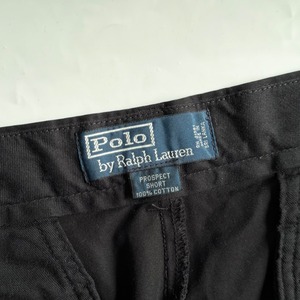 Polo
by Ralph Lauren
PROSPECT
SHORT
100% COTTON